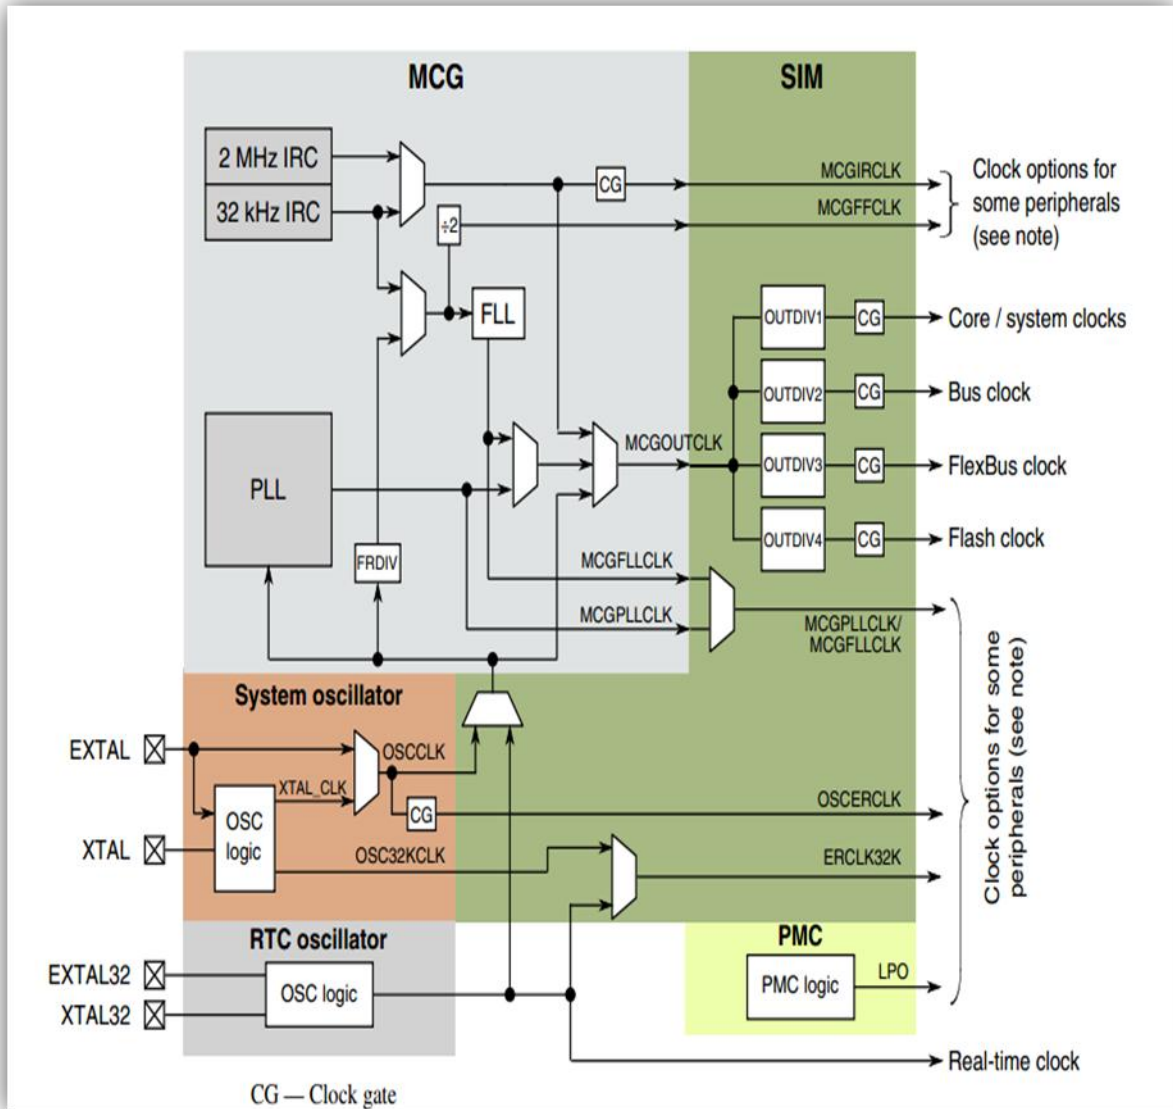 MCG
SIM
2 MHz IRC
32 kHz IRC
CG
÷2
MCGIRCLK
MCGFFCLK
Clock options for
some peripherals
(see note)
FLL
OUTDIV1
CG
Core / system clocks
OUTDIV2
CG
Bus clock
MCGOUTCLK
OUTDIV3
CG
FlexBus clock
PLL
OUTDIV4
CG
Flash clock
FRDIV
MCGFLLCLK
MCGPLLCLK
MCGPLLCLK/
MCGFLLCLK
Clock options for some
peripherals (see note)
System oscillator
EXTAL
OSCCLK
XTAL_CLK
OSC
logic
CG
OSCERCLK
XTAL
OSC32KCLK
ERCLK32K
RTC oscillator
EXTAL32
XTAL32
OSC logic
PMC
PMC logic
LPO
Real-time clock
CG — Clock gate